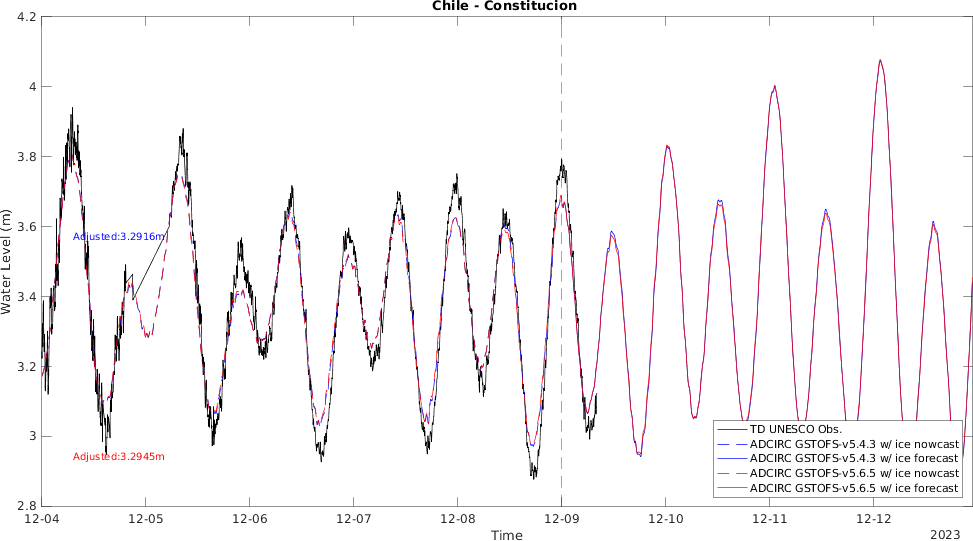 Chile - Constitucion
4.2
4
3.8
3.6
3.4
3.2
3
2.8
Water Level (m)
Adjusted:3.2916m
Adjusted:3.2945m
TD UNESCO Obs.
ADCIRC GSTOFS-v5.4.3 w/ ice nowcast
ADCIRC GSTOFS-v5.4.3 w/ ice forecast
ADCIRC GSTOFS-v5.6.5 w/ ice nowcast
ADCIRC GSTOFS-v5.6.5 w/ ice forecast
12-04 12-05 12-06 12-07 12-08 12-09 12-10 12-11 12-12
Time
2023